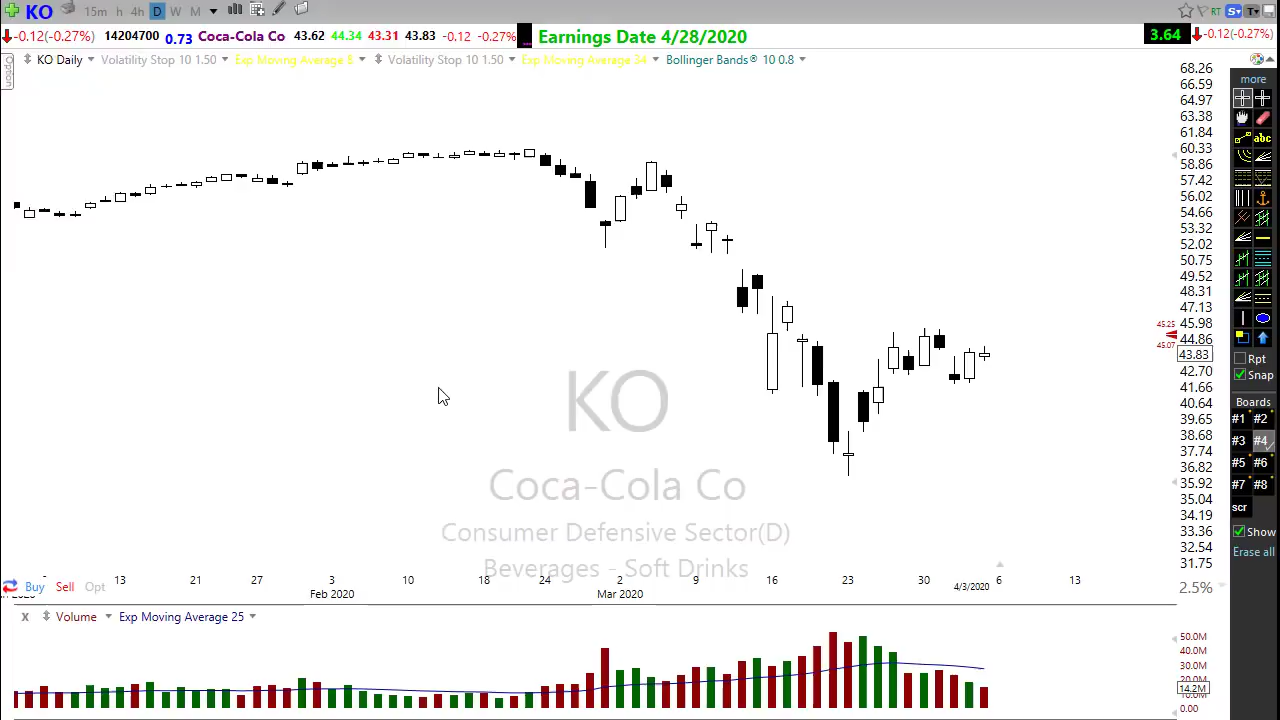 KO 15m h 4h D W M RT S T
-0.12(-0.27%) 14204700 0.73 Coca-Cola Co 43.62 44.34 43.31 43.83 -0.12 -0.27% Earnings Date 4/28/2020 3.64 -0.12(-0.27%)
Option
KO Daily Volatility Stop 10 1.50 Exp Moving Average 8 Volatility Stop 10 1.50 Exp Moving Average 34 Bollinger Bands® 10 0.8
68.26
66.59
64.97
63.38
61.84
60.33
58.86
57.42
56.02
54.66
53.32
52.02
50.75
49.52
48.31
47.13
45.98
44.86
43.83
42.70
41.66
40.64
39.65
38.68
37.74
36.82
35.92
35.04
34.19
33.36
32.54
31.75
2.5%
45.25
45.07
more
abc
Rpt
Snap
Boards
#1 #2
#3 #4
#5 #6
#7 #8
scr
Show
Erase all
KO
Coca-Cola Co
Consumer Defensive Sector(D)
Beverages - Soft Drinks
13 21 27 3 10 18 24 2 9 16 23 30 4/3/2020 6 13
Feb 2020 Mar 2020
Buy Sell Opt
x Volume Exp Moving Average 25
50.0M
40.0M
30.0M
20.0M
14.2M
10.0M
0.00